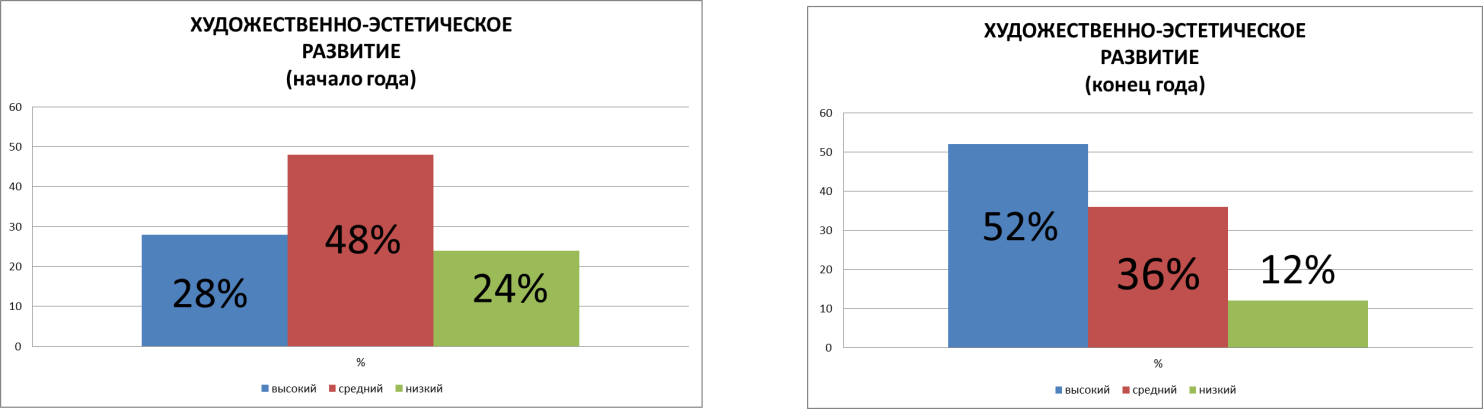 ХУДОЖЕСТВЕННО-ЭСТЕТИЧЕСКОЕ
РАЗВИТИЕ
(начало года)
60
50
40
30
20
10
0
28%
48%
24%
%
высокий средний низкий
ХУДОЖЕСТВЕННО-ЭСТЕТИЧЕСКОЕ
РАЗВИТИЕ
(конец года)
60
50
40
30
20
10
0
52%
36%
12%
%
высокий средний низкий